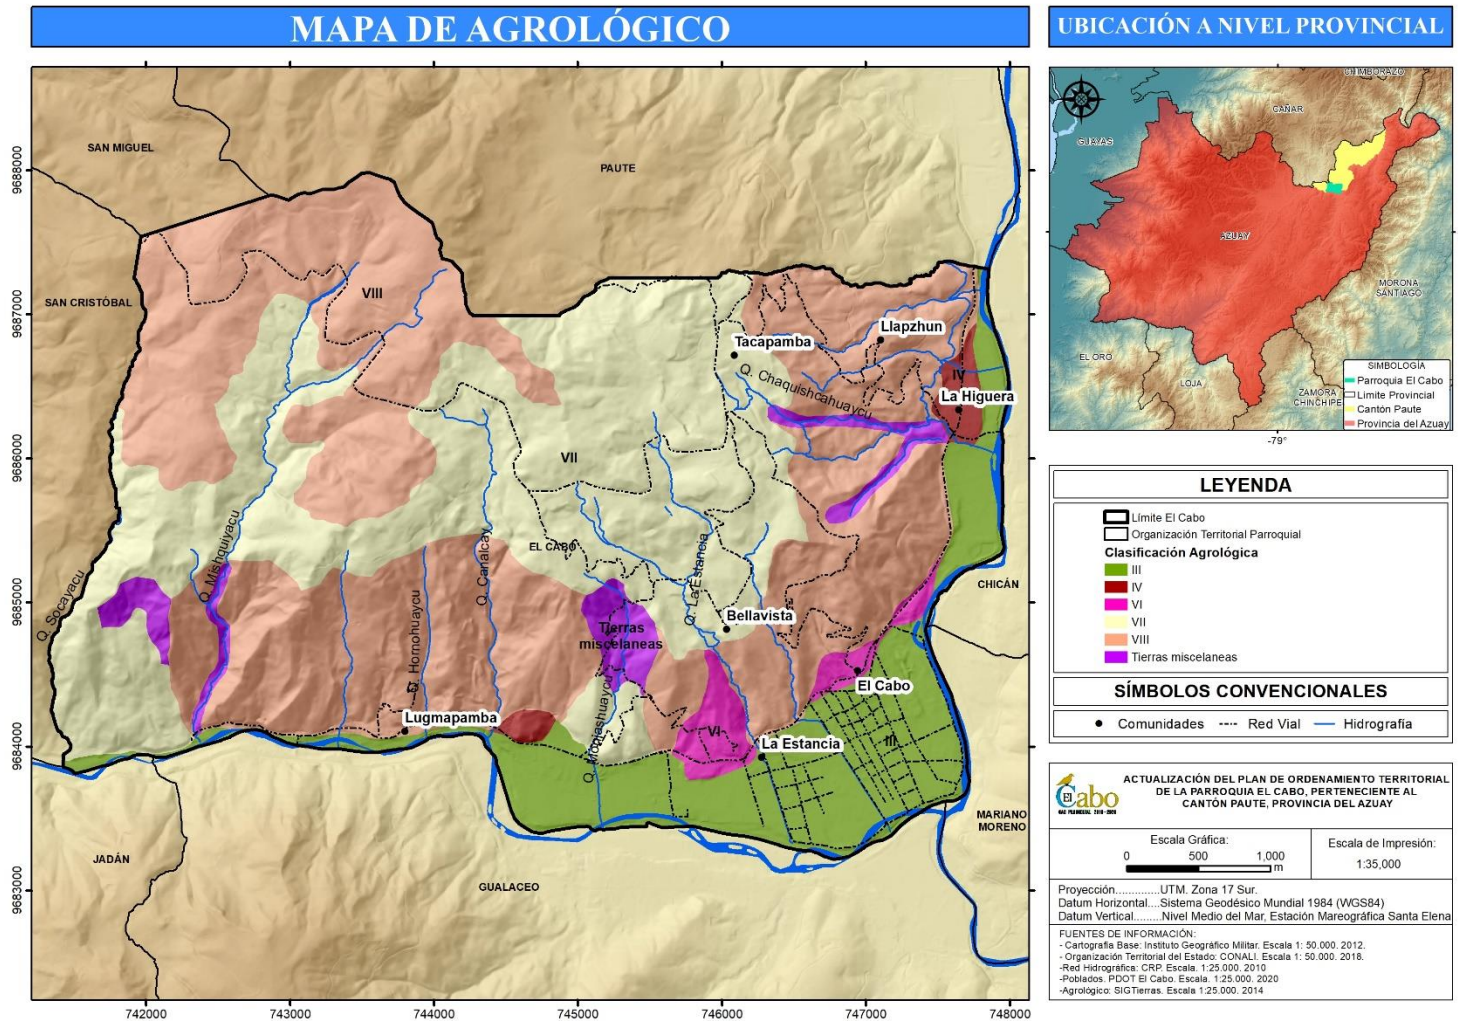 MAPA DE AGROLÓGICO
UBICACIÓN A NIVEL PROVINCIAL
SAN MIGUEL
PAUTE
SAN CRISTÓBAL
VIII
Llapzhun
Tacapamba
Q. Chaquishcahuaycu
IV
La Higuera
VII
EL CABO
Q. Socayacu
Q. Mishquiyacu
Q. Hornohuaycu
Q. Canalcay
Q. La Estancia
CHICÁN
Tierras
miscelaneas
Bellavista
El Cabo
Lugmapamba
VI
La Estancia
III
MARIANO
MORENO
JADÁN
GUALACEO
9688000
9687000
9686000
9685000
9684000
9683000
742000
743000
744000
745000
746000
747000
748000
CHIMBORAZO
CAÑAR
GUAYAS
AZUAY
MORONA
SANTIAGO
EL ORO
LOJA
ZAMORA
CHINCHIPE
SIMBOLOGÍA
Parroquia El Cabo
Limite Provincial
Cantón Paute
Provincia del Azuay
-79°
LEYENDA
Límite El Cabo
Organización Territorial Parroquial
Clasificación Agrológica
III
IV
VI
VII
VIII
Tierras miscelaneas
SÍMBOLOS CONVENCIONALES
Comunidades
Red Vial
Hidrografía
El Cabo
ACTUALIZACIÓN DEL PLAN DE ORDENAMIENTO TERRITORIAL
DE LA PARROQUIA EL CABO, PERTENECIENTE AL
CANTÓN PAUTE, PROVINCIA DEL AZUAY
Escala Gráfica:
0 500 1,000
m
Escala de Impresión:
1:35,000
Proyección.............UTM. Zona 17 Sur.
Datum Horizontal....Sistema Geodésico Mundial 1984 (WGS84)
Datum Vertical........Nivel Medio del Mar, Estación Mareográfica Santa Elena
FUENTES DE INFORMACIÓN:
- Cartografía Base: Instituto Geográfico Militar. Escala 1: 50.000. 2012.
- Organización Territorial del Estado: CONALI. Escala 1: 50.000. 2018.
-Red Hidrográfica: CRP. Escala. 1:25.000. 2010
-Poblados. PDOT El Cabo. Escala. 1:25.000. 2020
-Agrológico: SIGTierras. Escala 1:25.000. 2014